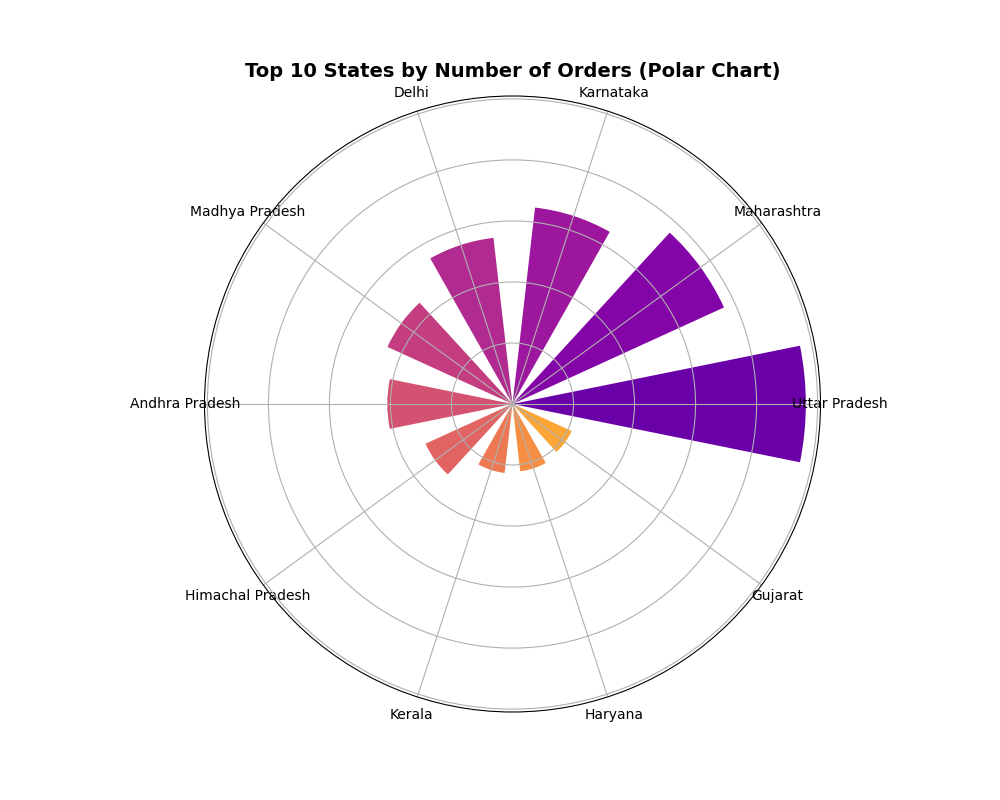 Top 10 States by Number of Orders (Polar Chart)
Delhi
Karnataka
Madhya Pradesh
Maharashtra
Andhra Pradesh
Uttar Pradesh
Himachal Pradesh
Gujarat
Kerala
Haryana